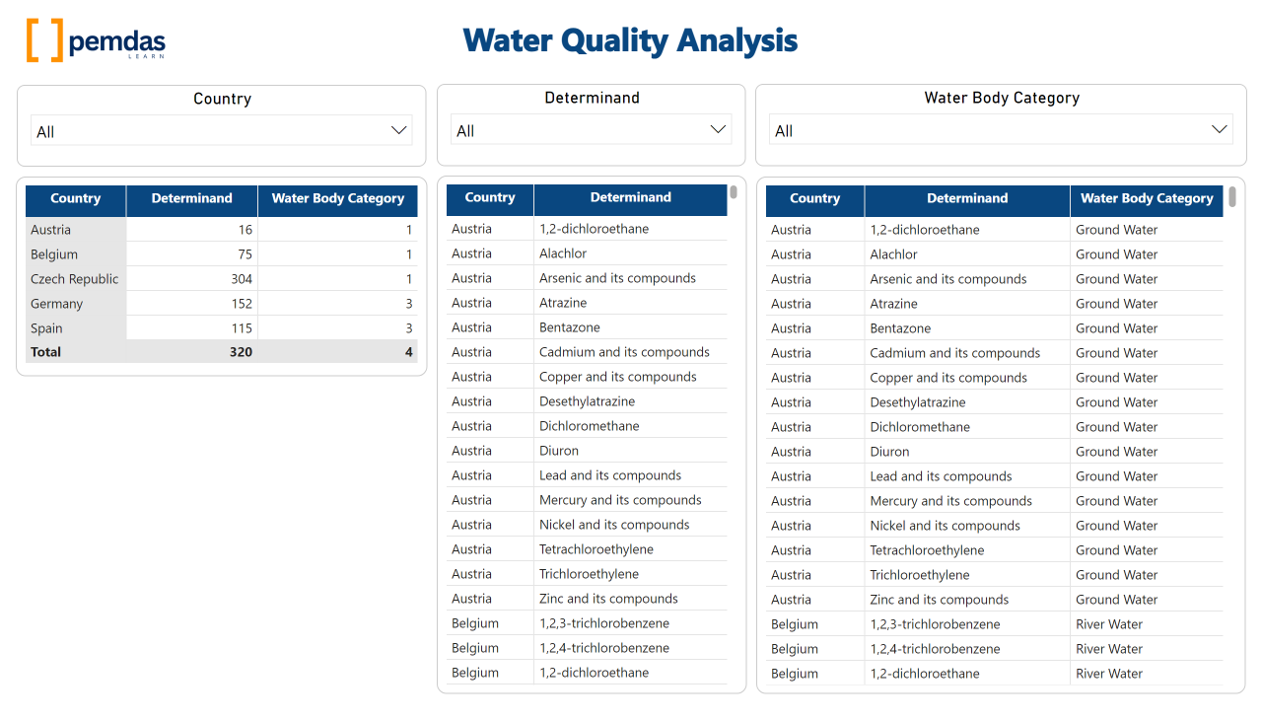 [ ] pemdas
LEARN
Water Quality Analysis
Country
All
Determinand
All
Water Body Category
All
Country Determinand Water Body Category
Austria 16 1
Belgium 75 1
Czech Republic 304 1
Germany 152 3
Spain 115 3
Total 320 4
Country Determinand
Austria 1,2-dichloroethane
Austria Alachlor
Austria Arsenic and its compounds
Austria Atrazine
Austria Bentazone
Austria Cadmium and its compounds
Austria Copper and its compounds
Austria Desethylatrazine
Austria Dichloromethane
Austria Diuron
Austria Lead and its compounds
Austria Mercury and its compounds
Austria Nickel and its compounds
Austria Tetrachloroethylene
Austria Trichloroethylene
Austria Zinc and its compounds
Belgium 1,2,3-trichlorobenzene
Belgium 1,2,4-trichlorobenzene
Belgium 1,2-dichloroethane
Country Determinand Water Body Category
Austria 1,2-dichloroethane Ground Water
Austria Alachlor Ground Water
Austria Arsenic and its compounds Ground Water
Austria Atrazine Ground Water
Austria Bentazone Ground Water
Austria Cadmium and its compounds Ground Water
Austria Copper and its compounds Ground Water
Austria Desethylatrazine Ground Water
Austria Dichloromethane Ground Water
Austria Diuron Ground Water
Austria Lead and its compounds Ground Water
Austria Mercury and its compounds Ground Water
Austria Nickel and its compounds Ground Water
Austria Tetrachloroethylene Ground Water
Austria Trichloroethylene Ground Water
Austria Zinc and its compounds Ground Water
Belgium 1,2,3-trichlorobenzene River Water
Belgium 1,2,4-trichlorobenzene River Water
Belgium 1,2-dichloroethane River Water